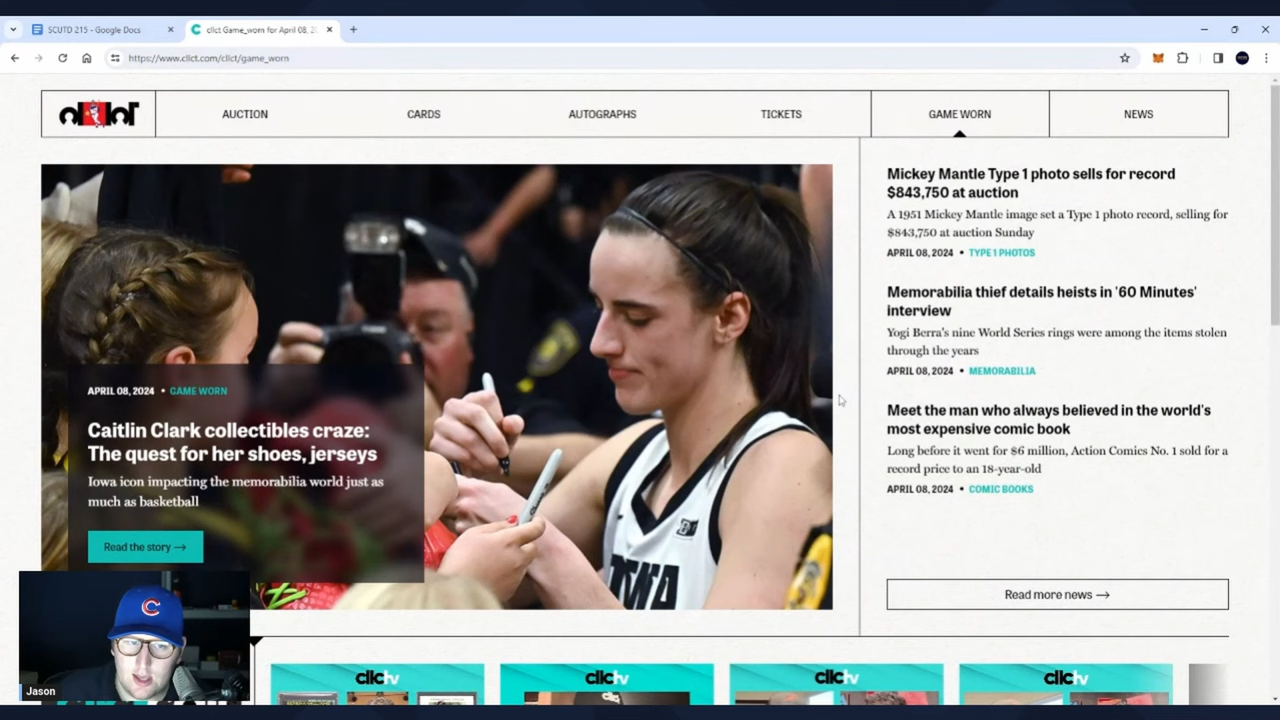 SCUTD 215 - Google Docs
cllct Game_worn for April 08, 2
https://www.cllct.com/cllct/game_worn
cllct
AUCTION
CARDS
AUTOGRAPHS
TICKETS
GAME WORN
NEWS
APRIL 08, 2024 • GAME WORN
Caitlin Clark collectibles craze:
The quest for her shoes, jerseys
Iowa icon impacting the memorabilia world just as
much as basketball
Read the story →
IOWA
Mickey Mantle Type 1 photo sells for record
$843,750 at auction
A 1951 Mickey Mantle image set a Type 1 photo record, selling for
$843,750 at auction Sunday
APRIL 08, 2024 • TYPE 1 PHOTOS
Memorabilia thief details heists in '60 Minutes'
interview
Yogi Berra's nine World Series rings were among the items stolen
through the years
APRIL 08, 2024 • MEMORABILIA
Meet the man who always believed in the world's
most expensive comic book
Long before it went for $6 million, Action Comics No. 1 sold for a
record price to an 18-year-old
APRIL 08, 2024 • COMIC BOOKS
Read more news →
C
Jason
cllctv
cllctv
cllctv
cllctv